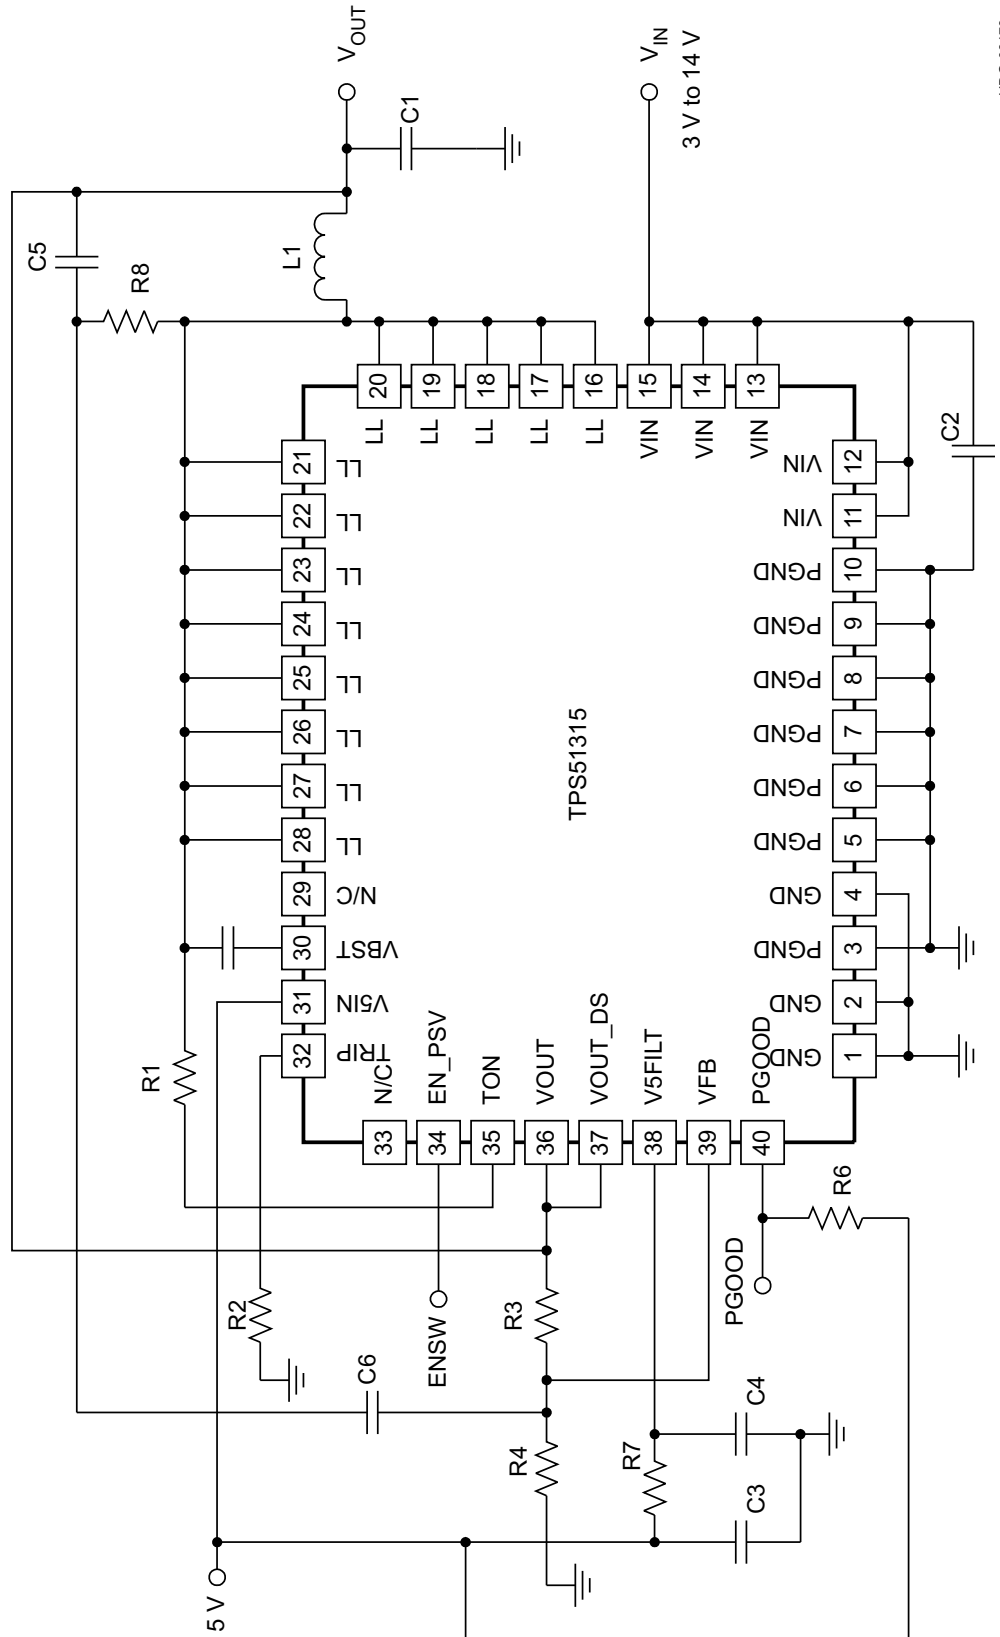 V_OUT
C1
C5
L1
R8
V_IN
3 V to 14 V
20 19 18 17 16 15 14 13
LL LL LL LL LL VIN VIN VIN
21 LL
22 LL
23 LL
24 LL
25 LL
26 LL
27 LL
28 LL
29 N/C
30 VBST
31 V5IN
32 TRIP
TPS51315
12 VIN
11 VIN
10 PGND
9 PGND
8 PGND
7 PGND
6 PGND
5 PGND
4 GND
3 PGND
2 GND
1 GND
C2
R1
N/C EN_PSV TON VOUT VOUT_DS V5FILT VFB PGOOD
33 34 35 36 37 38 39 40
R6
PGOOD
R2
ENSW
R3
C6
R4
R7
C4
C3
5 V